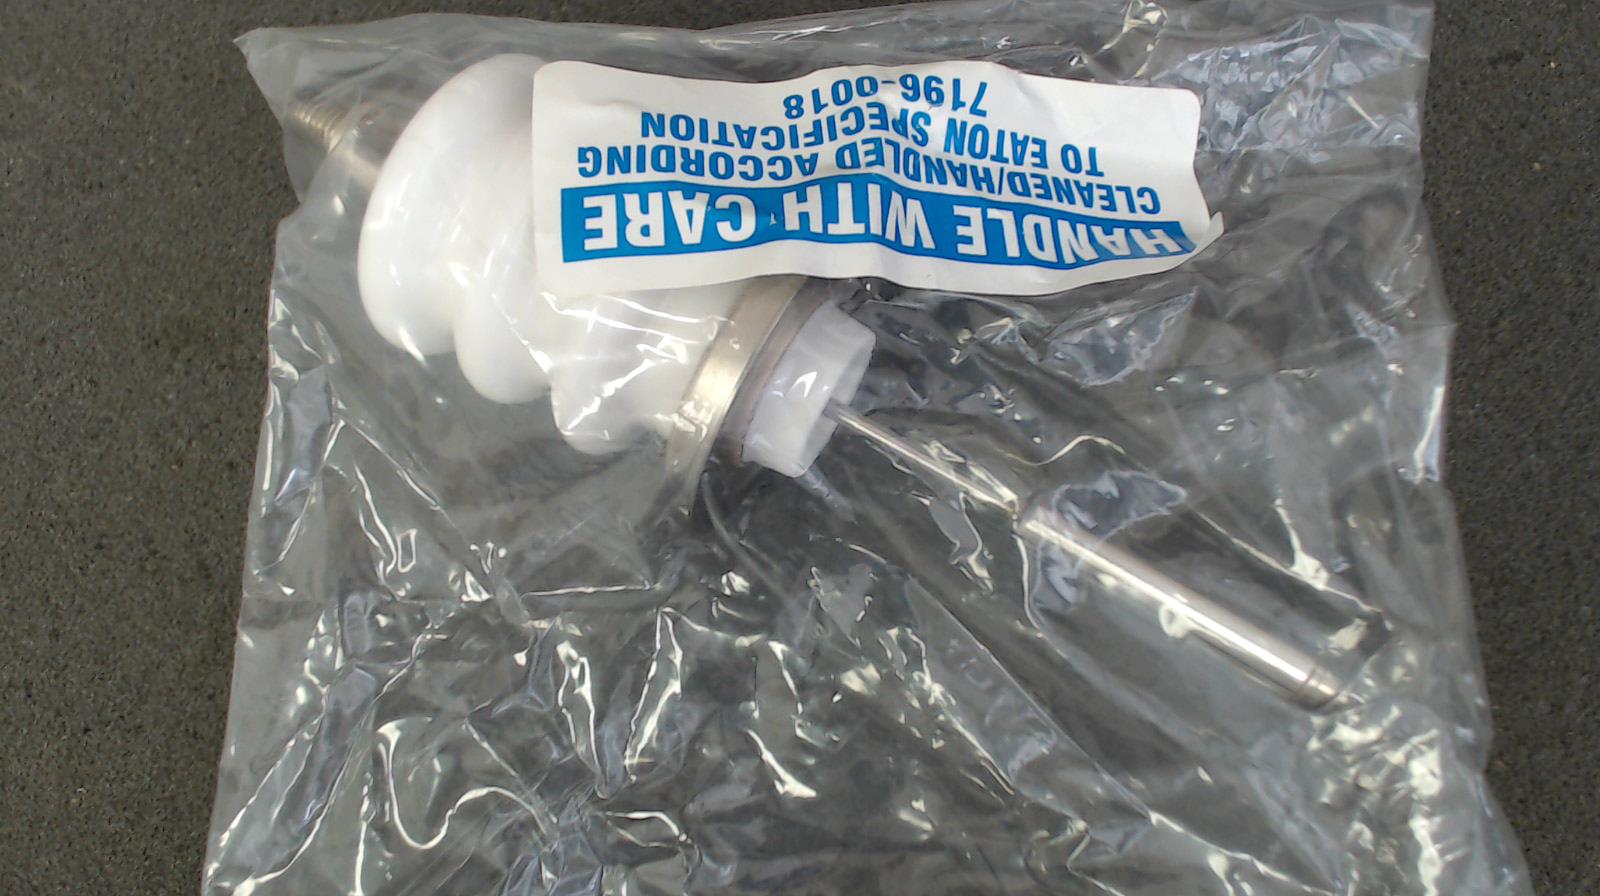 HANDLE WITH CARE
CLEANED/HANDLED ACCORDING
TO EATON SPECIFICATION
7196-0018